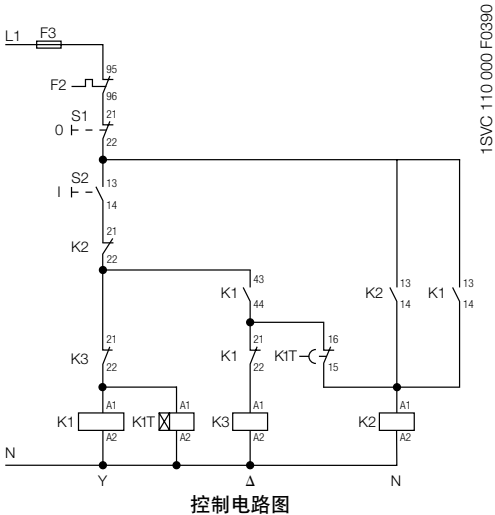 L1
F3
1SVC 110 000 F0390
95
F2
96
S1
21
0
22
S2
13
I
14
21
K2
22
43
K1
44
13
K2
14
13
K1
14
21
K3
22
21
K1
22
16
K1T
15
A1
K1
A2
A1
K1T
A2
A1
K3
A2
A1
K2
A2
N
Y
Δ
N
控制电路图